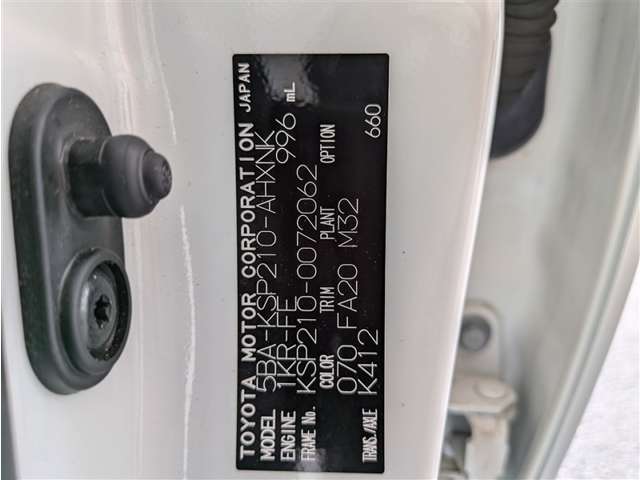 TOYOTA MOTOR CORPORATION JAPAN
MODEL 5BA-KSP210-AHXNK
ENGINE 1KR-FE 996 mL
FRAME No. KSP210-0072062
COLOR TRIM PLANT OPTION
070 FA20 M32 660
TRANS./AXLE K412